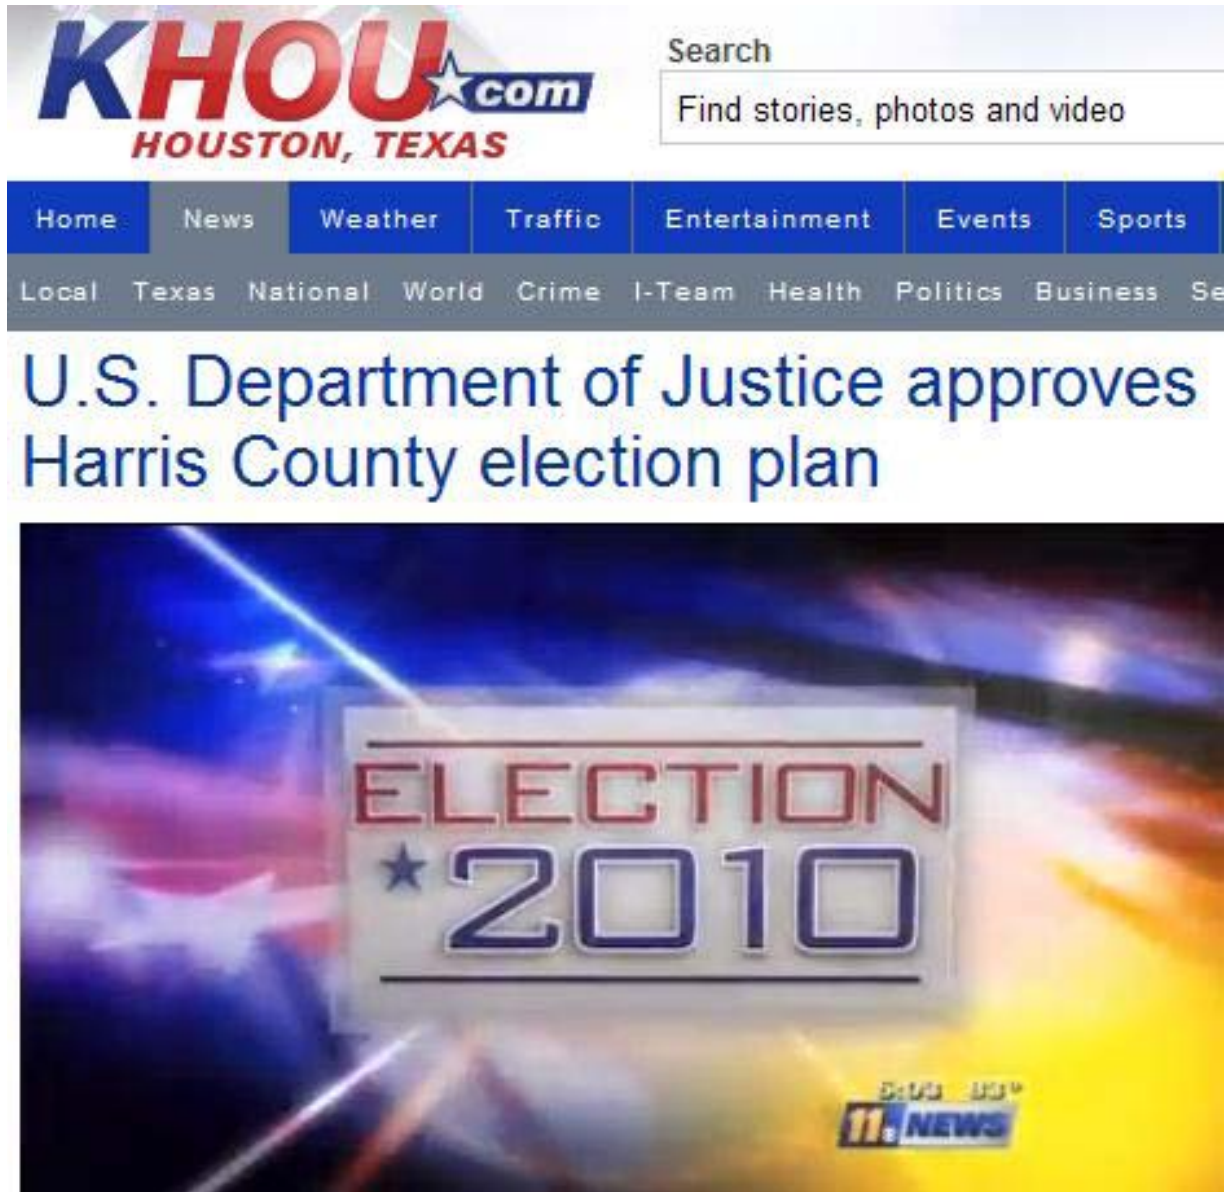 KHOU.com
HOUSTON, TEXAS
Search
Find stories, photos and video
Home News Weather Traffic Entertainment Events Sports
Local Texas National World Crime I-Team Health Politics Business Se
U.S. Department of Justice approves
Harris County election plan
ELECTION
2010
83°
11 NEWS